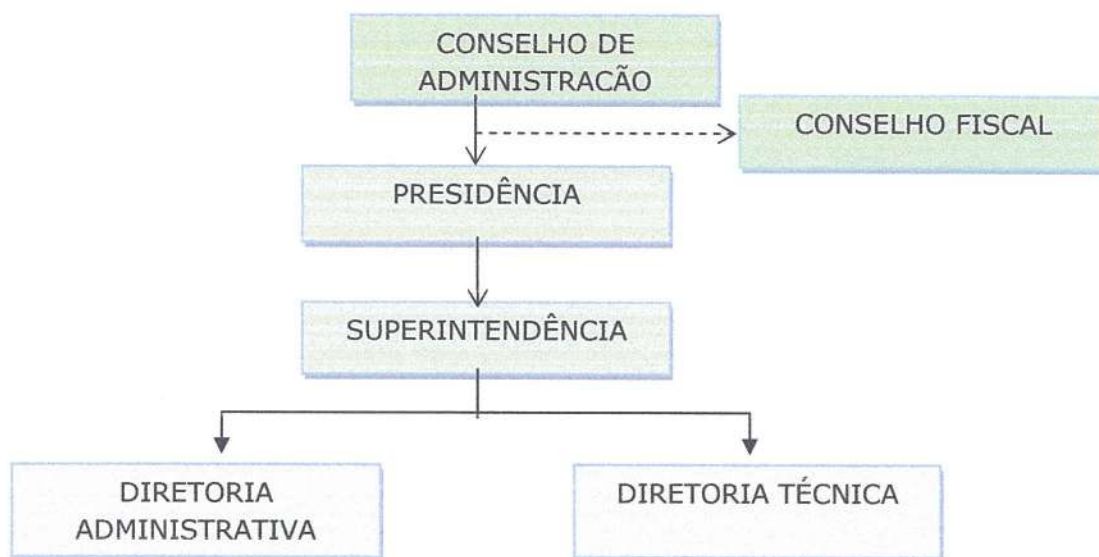 CONSELHO DE
ADMINISTRACÃO
CONSELHO FISCAL
PRESIDÊNCIA
SUPERINTENDÊNCIA
DIRETORIA
ADMINISTRATIVA
DIRETORIA TÉCNICA